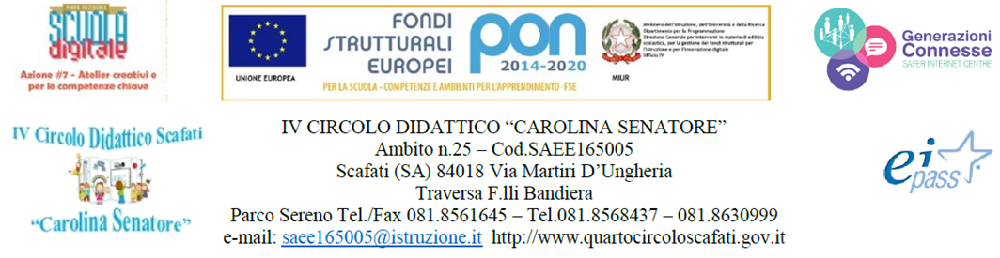 FONDO NAZIONALE
SCUOLA
digitale
Azione #7 - Atelier creativi e
per le competenze chiave
UNIONE EUROPEA
FONDI
STRUTTURALI
EUROPEI
pon
2014-2020
PER LA SCUOLA - COMPETENZE E AMBIENTI PER L'APPRENDIMENTO-FSE
MIUR
Ministero dell'Istruzione, dell'Università e della Ricerca
Dipartimento per la Programmazione
Direzione Generale per interventi in materia di edilizia
scolastica, per la gestione dei fondi strutturali per
l'istruzione e per l'innovazione digitale
Ufficio IV
Generazioni
Connesse
SAFER INTERNET CENTRE
IV Circolo Didattico Scafati
“Carolina Senatore”
IV CIRCOLO DIDATTICO “CAROLINA SENATORE”
Ambito n.25 – Cod.SAEE165005
Scafati (SA) 84018 Via Martiri D’Ungheria
Traversa F.lli Bandiera
Parco Sereno Tel./Fax 081.8561645 – Tel.081.8568437 – 081.8630999
e-mail: saee165005@istruzione.it http://www.quartocircoloscafati.gov.it
ei
pass